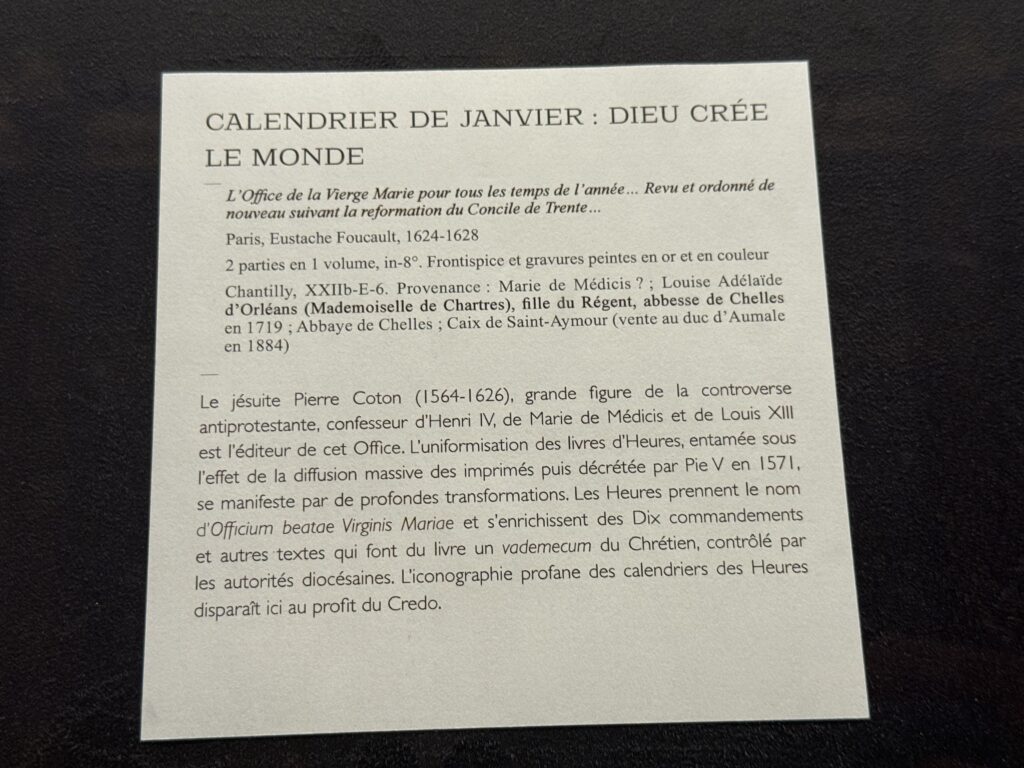 CALENDRIER DE JANVIER : DIEU CRÉE
LE MONDE
L'Office de la Vierge Marie pour tous les temps de l'année... Revu et ordonné de
nouveau suivant la reformation du Concile de Trente...
Paris, Eustache Foucault, 1624-1628
2 parties en 1 volume, in-8°. Frontispice et gravures peintes en or et en couleur
Chantilly, XXIIb-E-6. Provenance : Marie de Médicis ? ; Louise Adélaïde
d'Orléans (Mademoiselle de Chartres), fille du Régent, abbesse de Chelles
en 1719 ; Abbaye de Chelles ; Caix de Saint-Aymour (vente au duc d'Aumale
en 1884)
Le jésuite Pierre Coton (1564-1626), grande figure de la controverse
antiprotestante, confesseur d'Henri IV, de Marie de Médicis et de Louis XIII
est l'éditeur de cet Office. L'uniformisation des livres d'Heures, entamée sous
l'effet de la diffusion massive des imprimés puis décrétée par Pie V en 1571,
se manifeste par de profondes transformations. Les Heures prennent le nom
d'Officium beatae Virginis Mariae et s'enrichissent des Dix commandements
et autres textes qui font du livre un vademecum du Chrétien, contrôlé par
les autorités diocésaines. L'iconographie profane des calendriers des Heures
disparaît ici au profit du Credo.